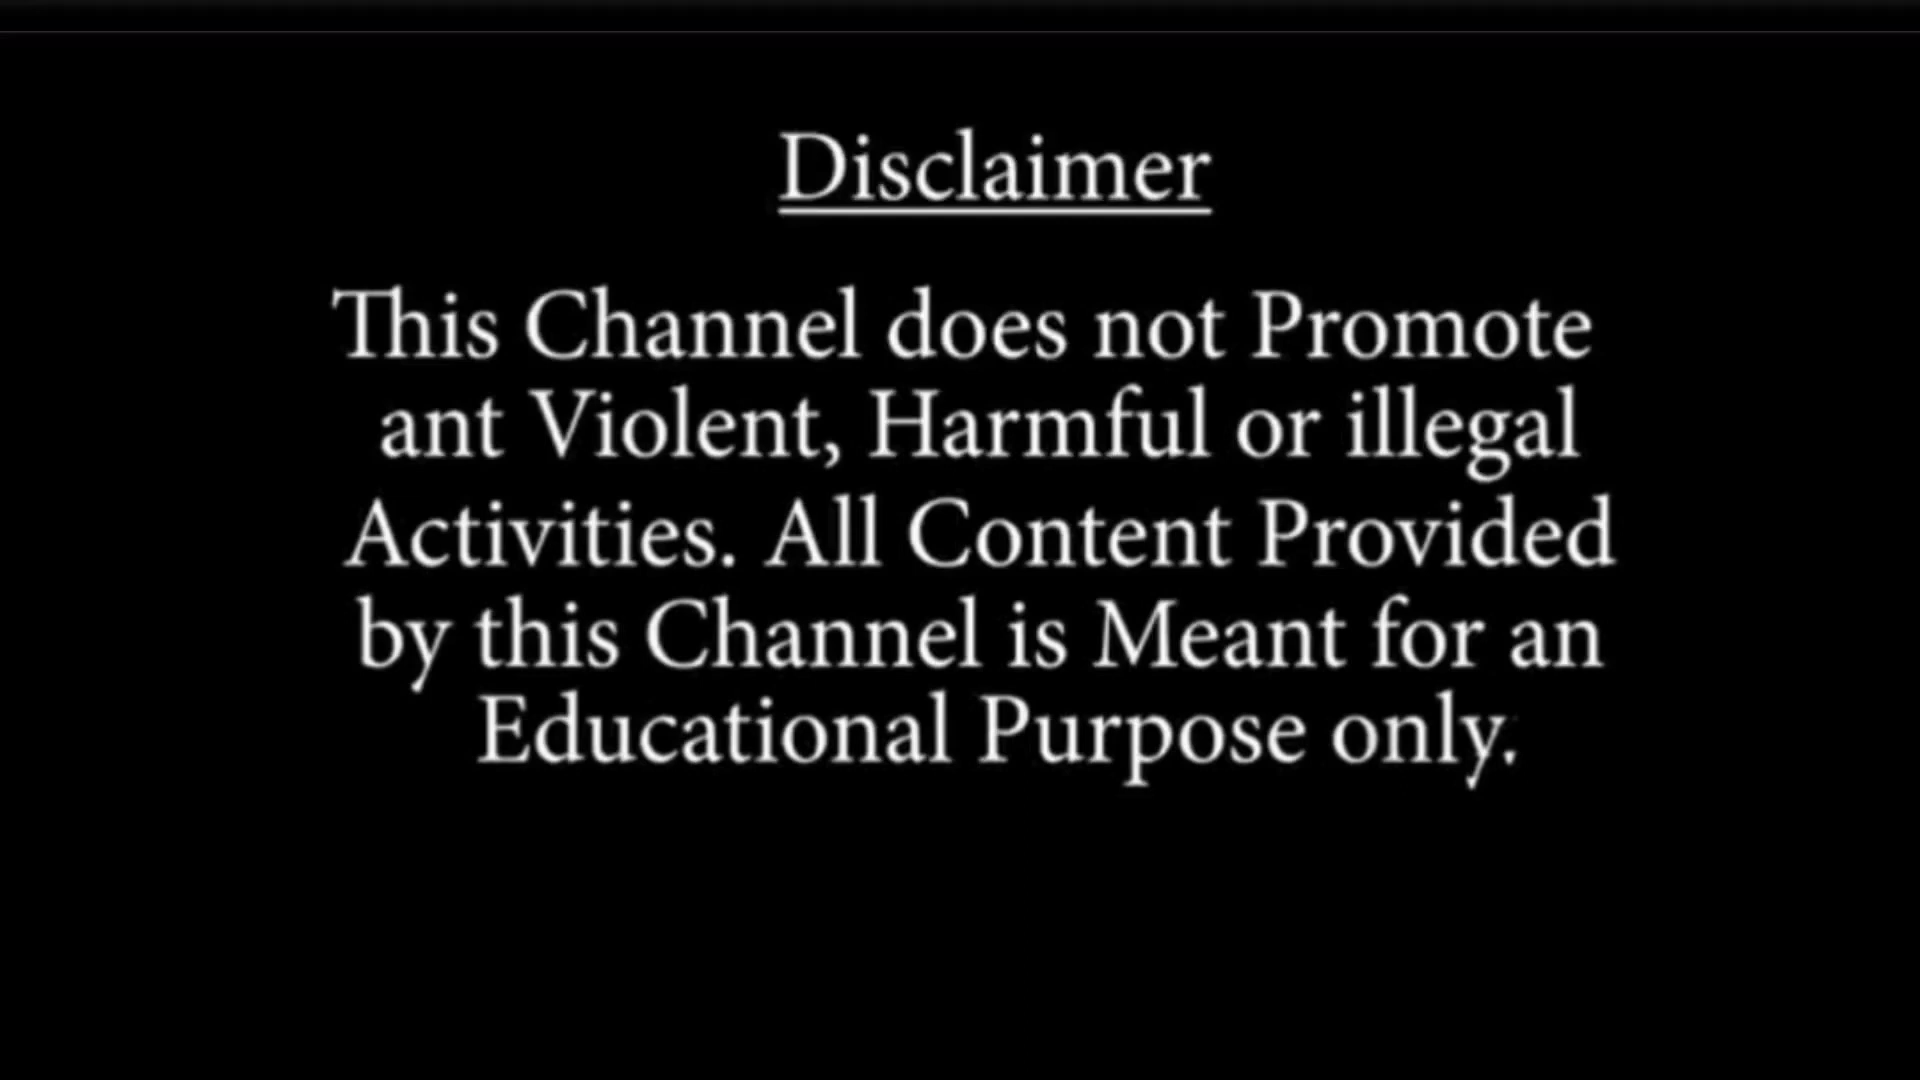 Disclaimer
This Channel does not Promote
ant Violent, Harmful or illegal
Activities. All Content Provided
by this Channel is Meant for an
Educational Purpose only.